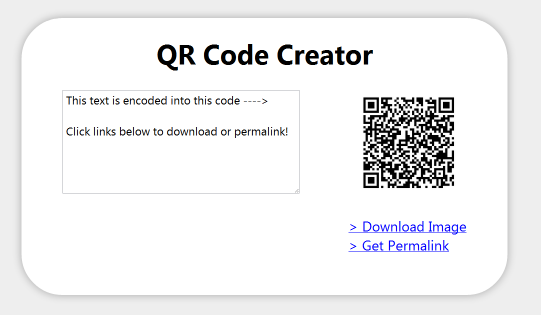 QR Code Creator
This text is encoded into this code ---->
Click links below to download or permalink!
> Download Image
> Get Permalink